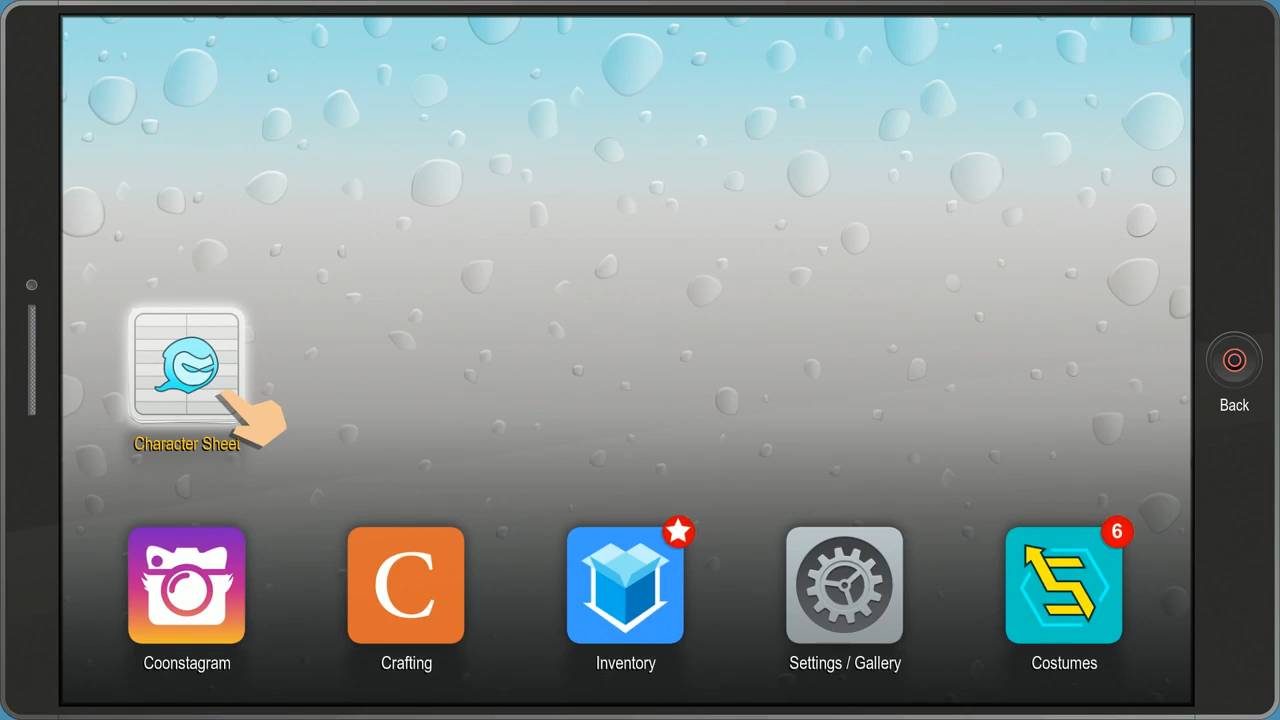 Back
Character Sheet
6
C
Coonstagram
Crafting
Inventory
Settings / Gallery
Costumes